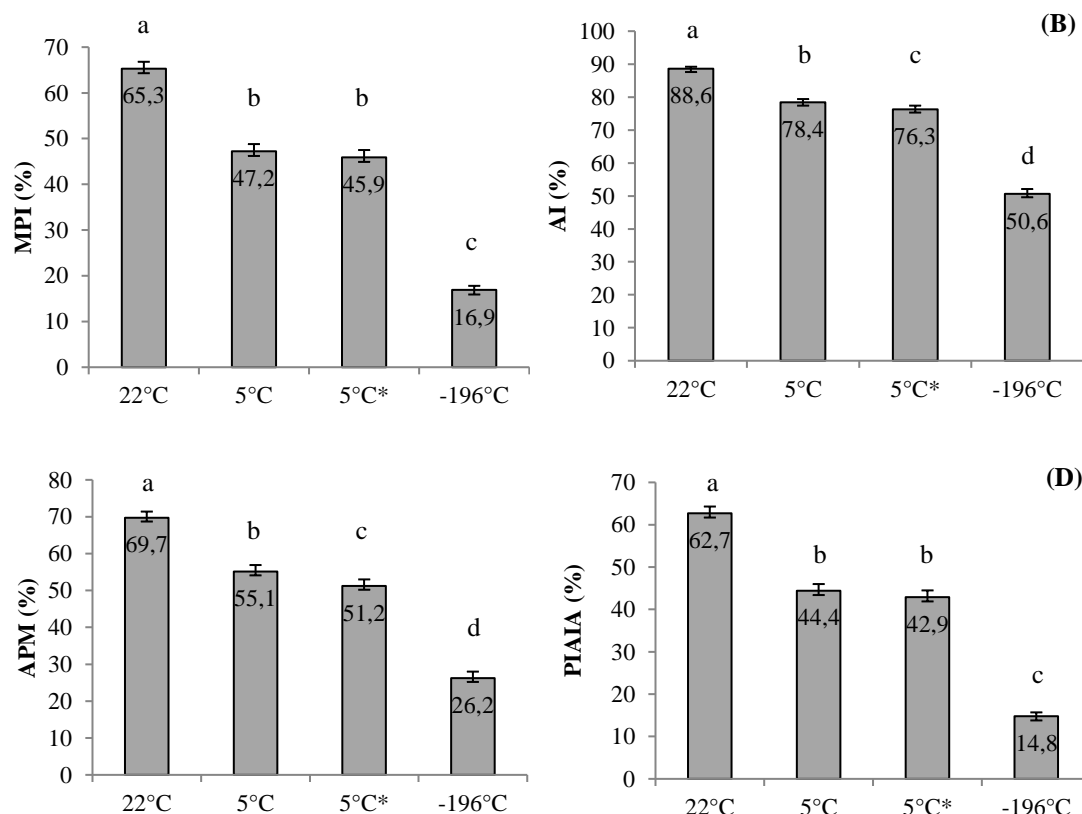 (B)
MPI (%)
70
60
50
40
30
20
10
0
a
b
b
c
65,3
47,2
45,9
16,9
22°C 5°C 5°C* -196°C
AI (%)
100
90
80
70
60
50
40
30
20
10
0
a
b
c
d
88,6
78,4
76,3
50,6
22°C 5°C 5°C* -196°C
APM (%)
80
70
60
50
40
30
20
10
0
a
b
c
d
69,7
55,1
51,2
26,2
22°C 5°C 5°C* -196°C
(D)
PIAIA (%)
70
60
50
40
30
20
10
0
a
b
b
c
62,7
44,4
42,9
14,8
22°C 5°C 5°C* -196°C